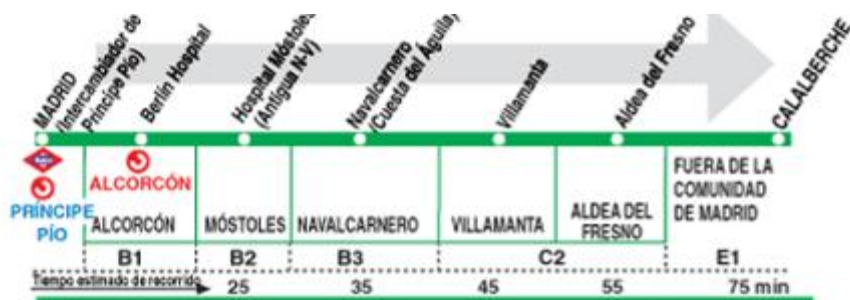 MADRID
/Intercambiador de
Príncipe Pío)
Berlín Hospital
Hospital Móstoles
(Antigua N-V)
Navalcarnero
/Cuesta del Águila)
Villamanta
Aldea del Fresno
CALALBERCHE
PRÍNCIPE
PÍO
ALCORCÓN
ALCORCÓN
MÓSTOLES
NAVALCARNERO
VILLAMANTA
ALDEA DEL
FRESNO
FUERA DE LA
COMUNIDAD
DE MADRID
B1 B2 B3 C2 E1
Tiempo estimado de recorrido 25 35 45 55 75 min